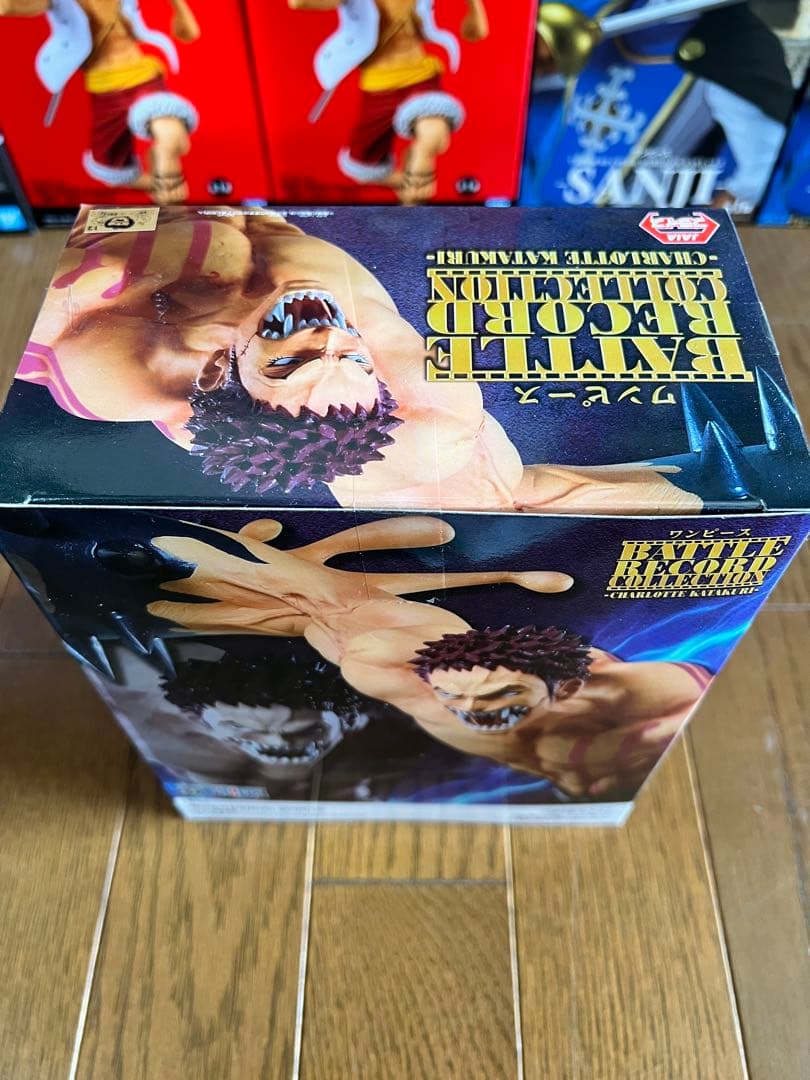 SANJI
JAIA
ワンピース
BATTLE
RECORD
COLLECTION
-CHARLOTTE KATAKURI-
ワンピース
BATTLE
RECORD
COLLECTION
-CHARLOTTE KATAKURI-